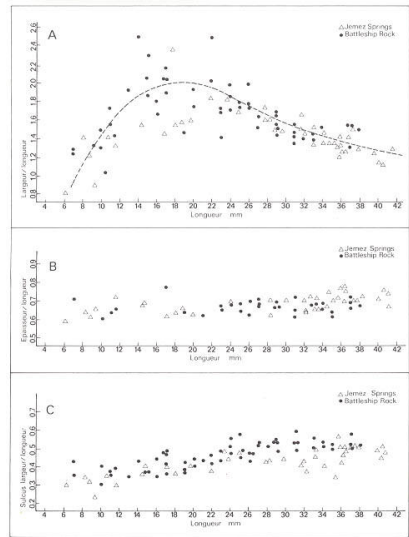 A
△ Jemez Springs
● Battleship Rock
Largeur/longueur
2,6
2,4
2,2
2,0
1,8
1,6
1,4
1,2
1,0
0,8
6 8 10 12 14 16 18 20 22 24 26 28 30 32 34 36 38 40 42
Longueur mm
B
△ Jemez Springs
● Battleship Rock
Epaisseur/longueur
0,9
0,8
0,7
0,6
0,5
6 8 10 12 14 16 18 20 22 24 26 28 30 32 34 36 38 40 42
Longueur mm
C
△ Jemez Springs
● Battleship Rock
Sulcus largeur/longueur
0,7
0,6
0,5
0,4
0,3
0,2
6 8 10 12 14 16 18 20 22 24 26 28 30 32 34 36 38 40 42
Longueur mm